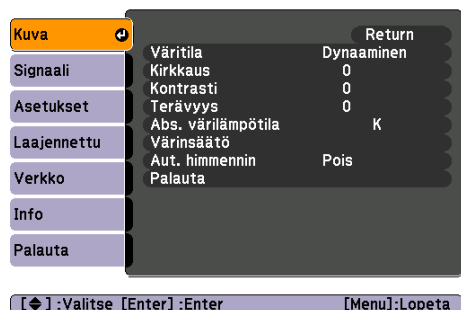 Kuva
Signaali
Asetukset
Laajennettu
Verkko
Info
Palauta
Return
Väritila Dynaaminen
Kirkkaus 0
Kontrasti 0
Terävyys 0
Abs. värilämpötila K
Värinsäätö
Aut. himmennin Pois
Palauta
[◆] :Valitse [Enter] :Enter [Menu]:Lopeta